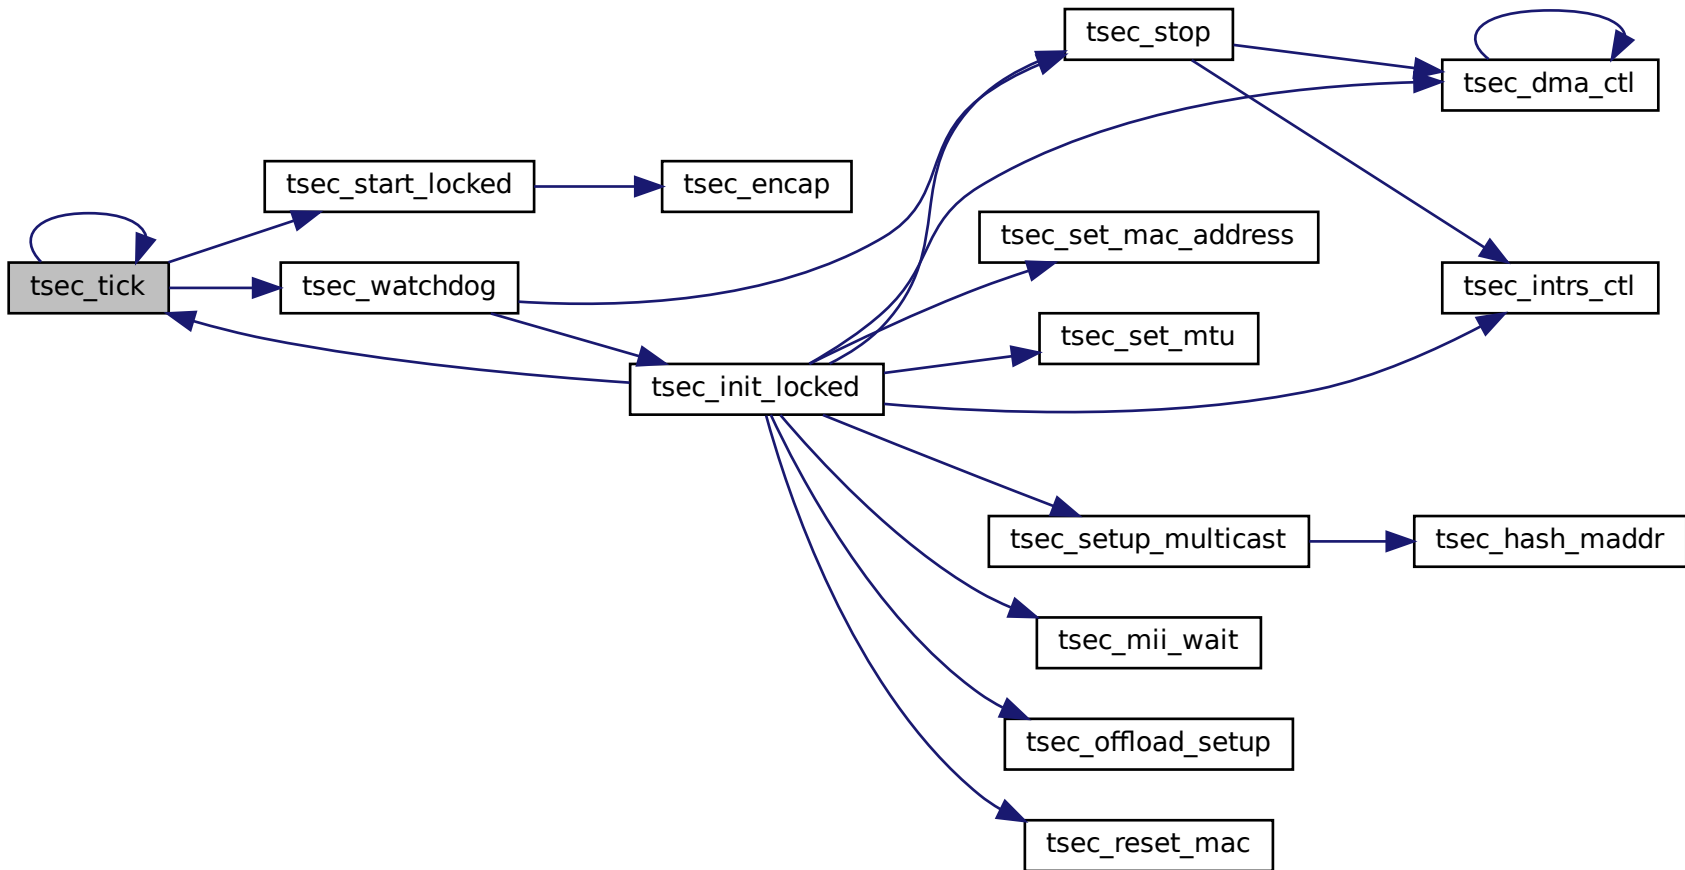 tsec_stop
tsec_dma_ctl
tsec_start_locked
tsec_encap
tsec_set_mac_address
tsec_tick
tsec_watchdog
tsec_intrs_ctl
tsec_set_mtu
tsec_init_locked
tsec_setup_multicast
tsec_hash_maddr
tsec_mii_wait
tsec_offload_setup
tsec_reset_mac